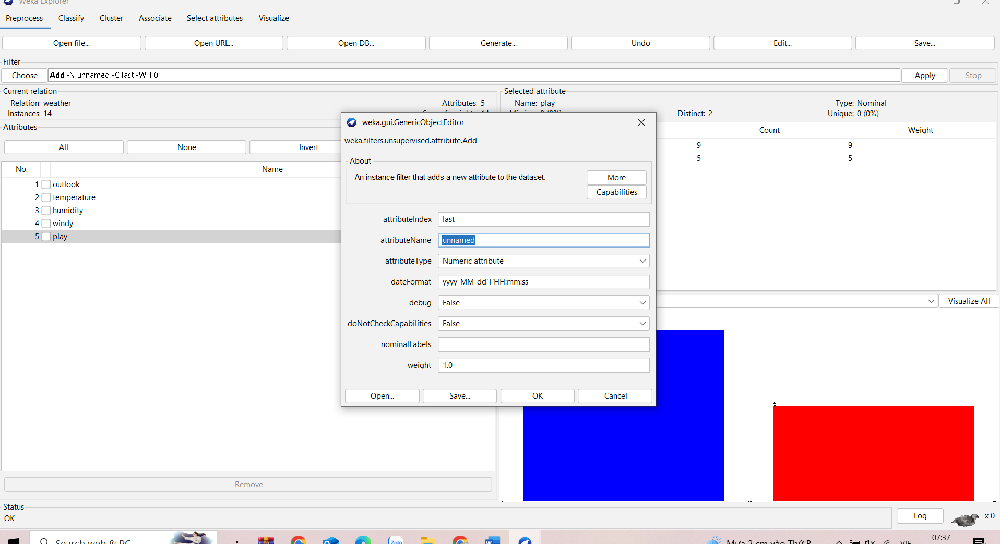 Weka Explorer
Preprocess Classify Cluster Associate Select attributes Visualize
Open file... Open URL... Open DB... Generate... Undo Edit... Save...
Filter
Choose Add -N unnamed -C last -W 1.0 Apply Stop
Current relation
Relation: weather Attributes: 5
Instances: 14
Selected attribute
Name: play Type: Nominal
Distinct: 2 Unique: 0 (0%)
Attributes
All None Invert
No. Name
1 outlook
2 temperature
3 humidity
4 windy
5 play
Remove
Count Weight
9 9
5 5
weka.gui.GenericObjectEditor
weka.filters.unsupervised.attribute.Add
About
An instance filter that adds a new attribute to the dataset.
More
Capabilities
attributeIndex last
attributeName unnamed
attributeType Numeric attribute
dateFormat yyyy-MM-dd'T'HH:mm:ss
debug False
doNotCheckCapabilities False
nominalLabels
weight 1.0
Open... Save... OK Cancel
Visualize All
5
Status
OK
Log x 0
Search web & PC
Zalo
W
Mưa 2 cm vào Thứ
VIE
07:37